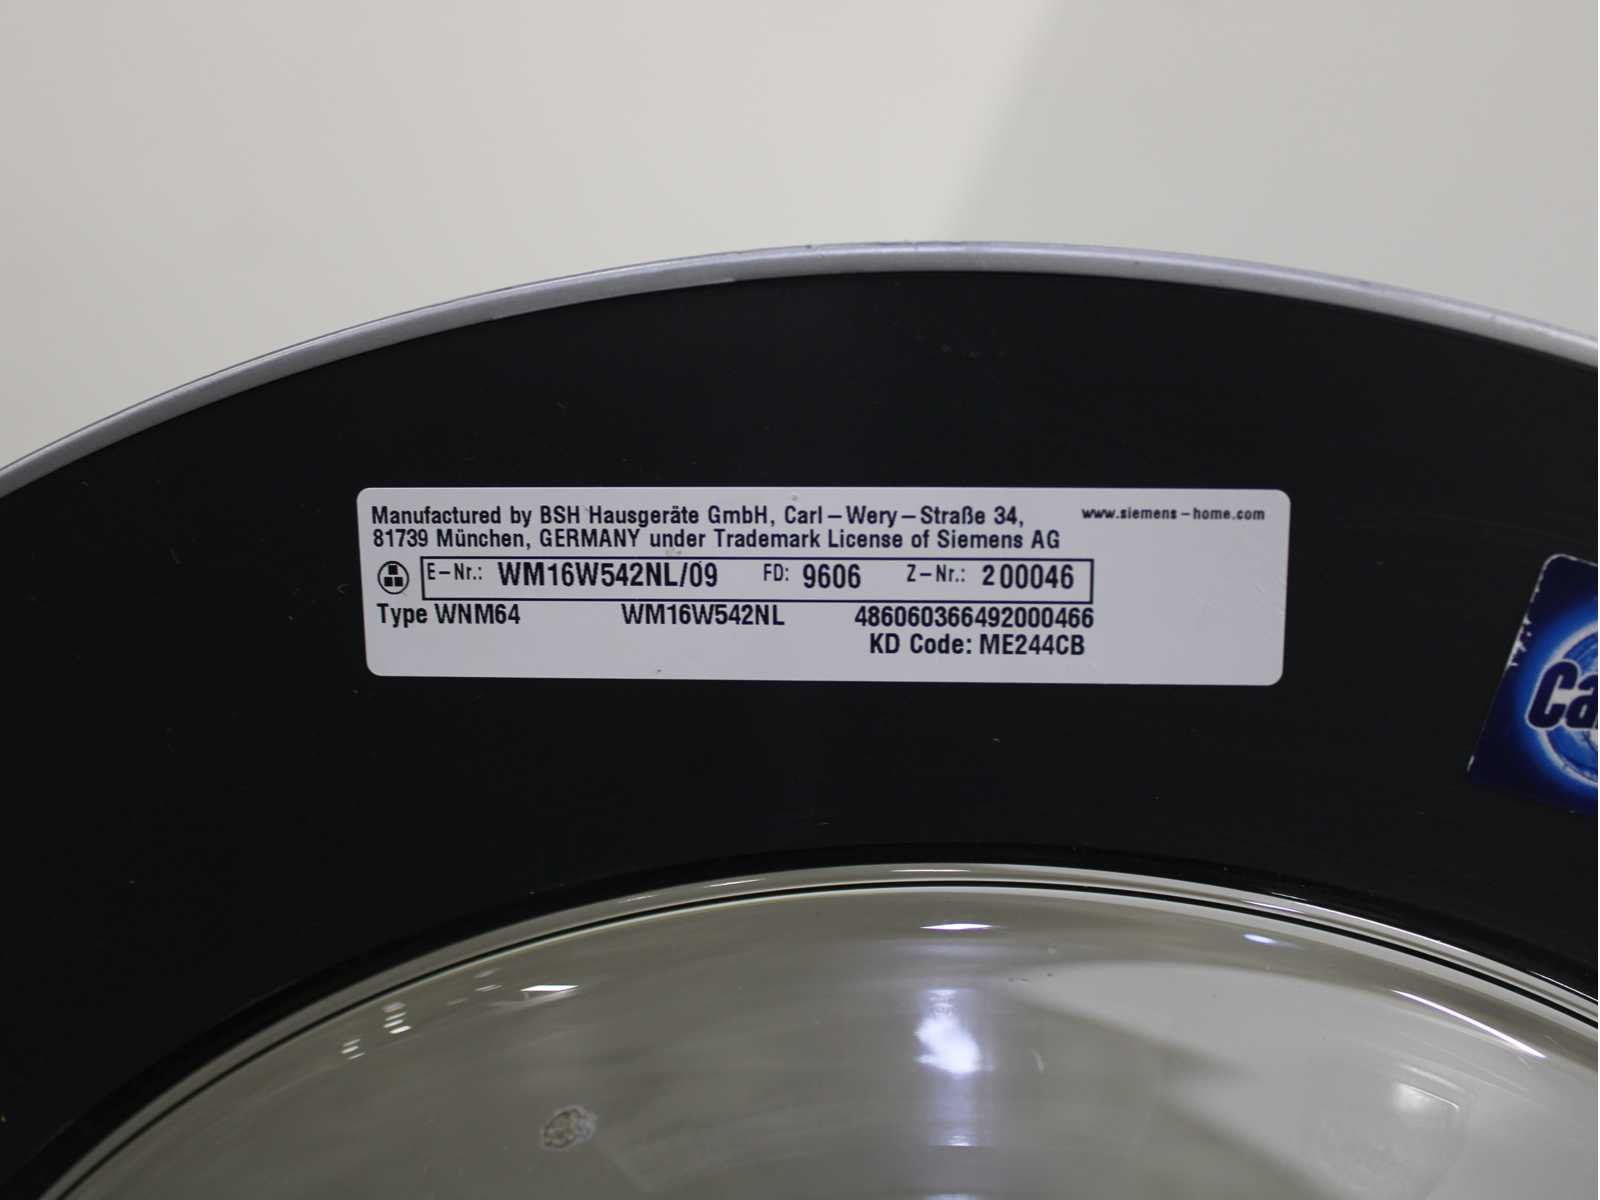 Manufactured by BSH Hausgeräte GmbH, Carl-Wery-Straße 34,
www.siemens-home.com
81739 München, GERMANY under Trademark License of Siemens AG
E-Nr.: WM16W542NL/09 FD: 9606 Z-Nr.: 200046
Type WNM64 WM16W542NL 486060366492000466
KD Code: ME244CB